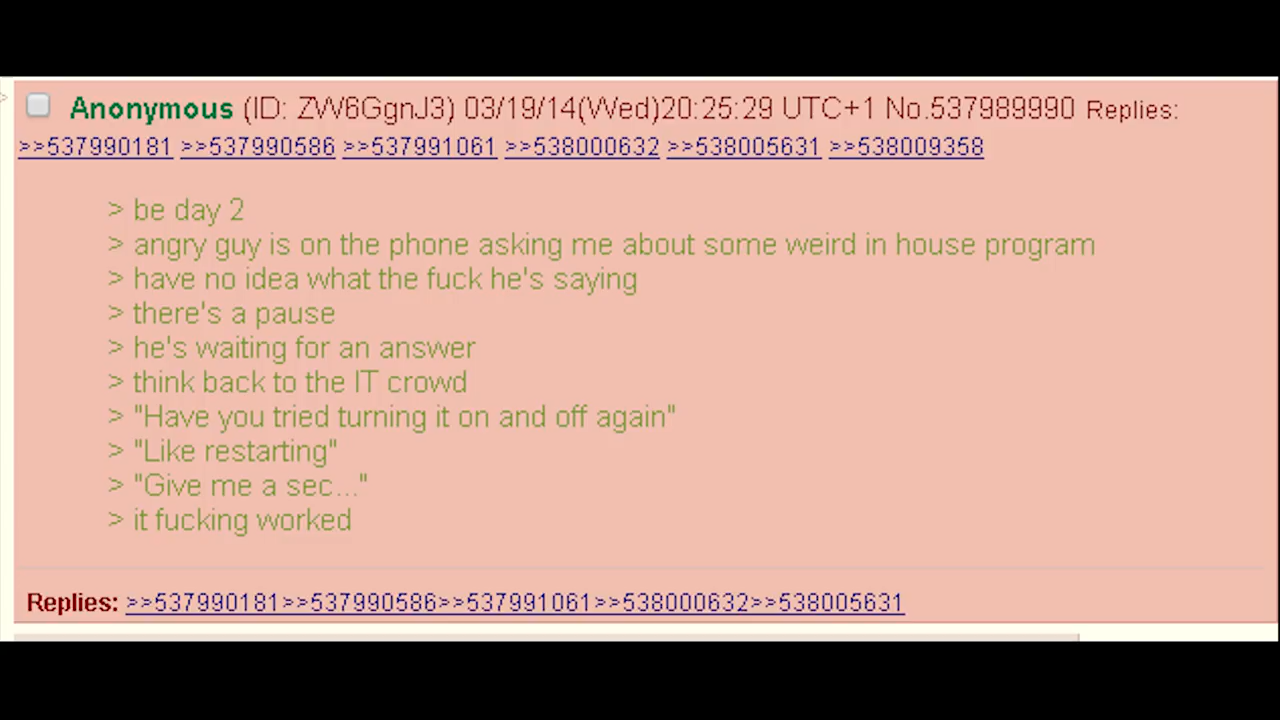 Anonymous (ID: ZW6GgnJ3) 03/19/14(Wed)20:25:29 UTC+1 No.537989990 Replies:
>>537990181 >>537990586 >>537991061 >>538000632 >>538005631 >>538009358
> be day 2
> angry guy is on the phone asking me about some weird in house program
> have no idea what the fuck he's saying
> there's a pause
> he's waiting for an answer
> think back to the IT crowd
> "Have you tried turning it on and off again"
> "Like restarting"
> "Give me a sec..."
> it fucking worked
Replies: >>537990181>>537990586>>537991061>>538000632>>538005631